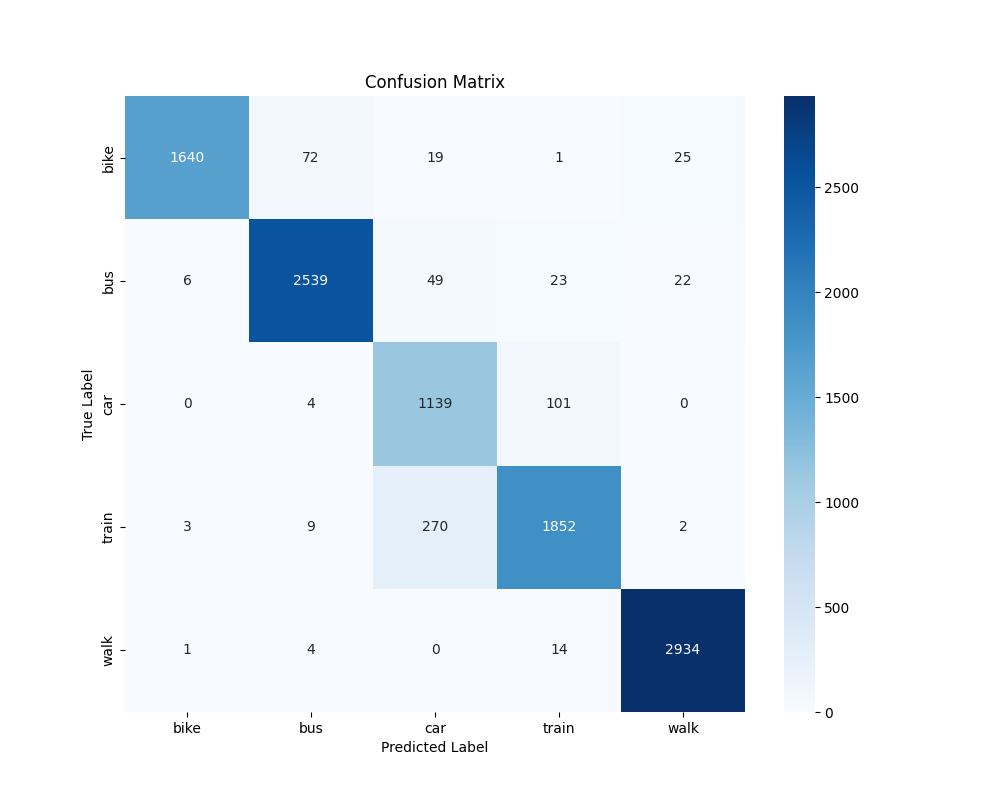 Confusion Matrix
bike 1640 72 19 1 25
bus 6 2539 49 23 22
car 0 4 1139 101 0
train 3 9 270 1852 2
walk 1 4 0 14 2934
bike bus car train walk
Predicted Label
True Label
2500
2000
1500
1000
500
0